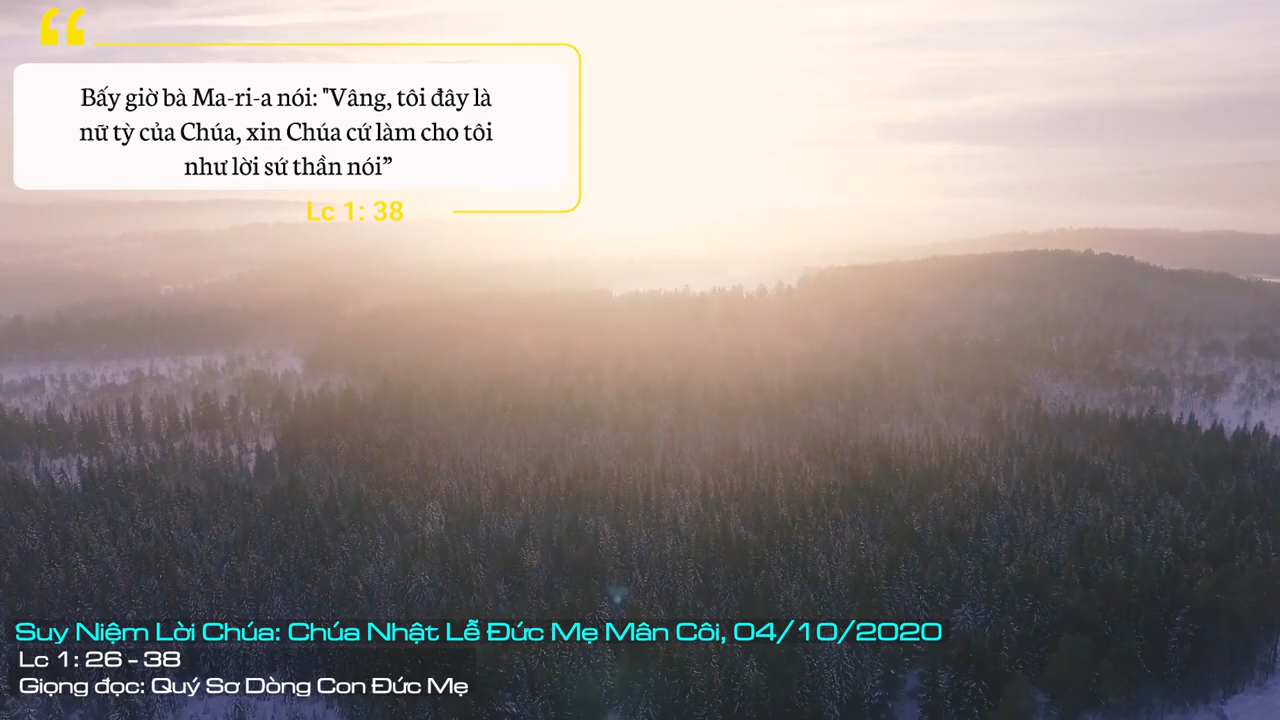 “
Bấy giờ bà Ma-ri-a nói: "Vâng, tôi đây là
nữ tỳ của Chúa, xin Chúa cứ làm cho tôi
như lời sứ thần nói”
Lc 1: 38
Suy Niệm Lời Chúa: Chúa Nhật Lễ Đức Mẹ Mân Côi, 04/10/2020
Lc 1: 26 - 38
Giọng đọc: Quý Sơ Dòng Con Đức Mẹ